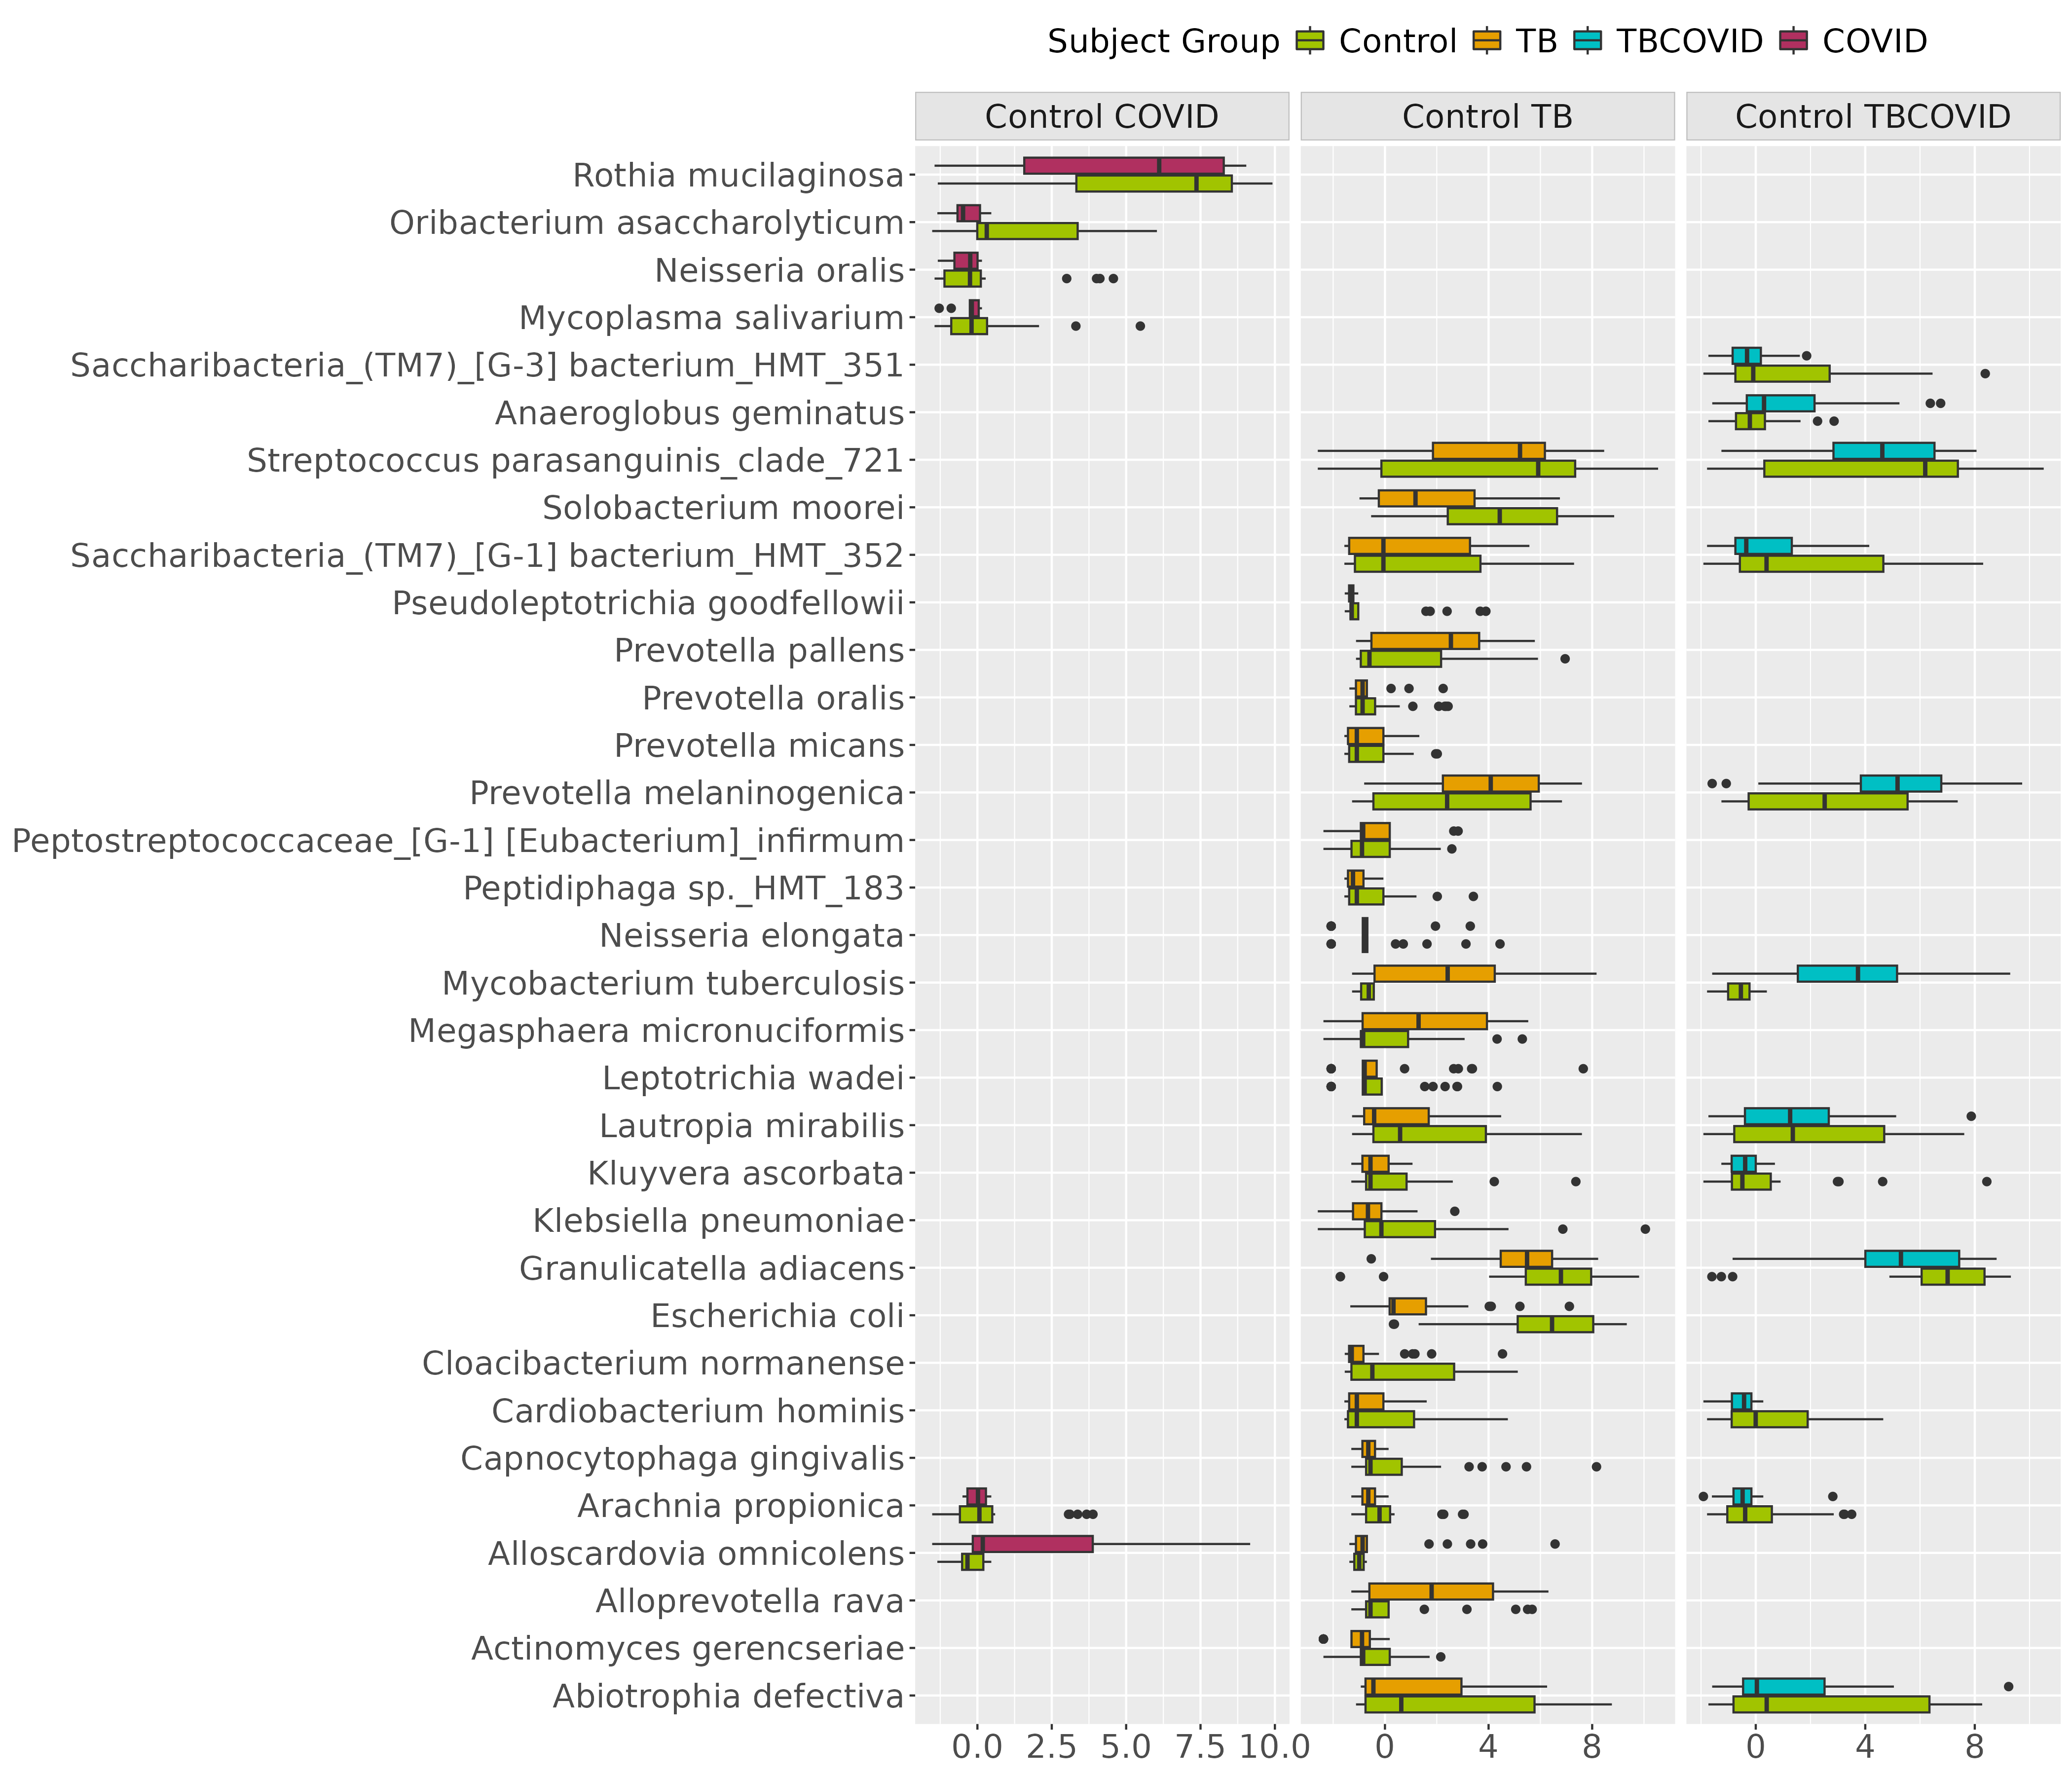 Subject Group Control TB TBCOVID COVID
Control COVID Control TB Control TBCOVID
Rothia mucilaginosa
Oribacterium asaccharolyticum
Neisseria oralis
Mycoplasma salivarium
Saccharibacteria_(TM7)_[G-3] bacterium_HMT_351
Anaeroglobus geminatus
Streptococcus parasanguinis_clade_721
Solobacterium moorei
Saccharibacteria_(TM7)_[G-1] bacterium_HMT_352
Pseudoleptotrichia goodfellowii
Prevotella pallens
Prevotella oralis
Prevotella micans
Prevotella melaninogenica
Peptostreptococcaceae_[G-1] [Eubacterium]_infirmum
Peptidiphaga sp._HMT_183
Neisseria elongata
Mycobacterium tuberculosis
Megasphaera micronuciformis
Leptotrichia wadei
Lautropia mirabilis
Kluyvera ascorbata
Klebsiella pneumoniae
Granulicatella adiacens
Escherichia coli
Cloacibacterium normanense
Cardiobacterium hominis
Capnocytophaga gingivalis
Arachnia propionica
Alloscardovia omnicolens
Alloprevotella rava
Actinomyces gerencseriae
Abiotrophia defectiva
0.0 2.5 5.0 7.5 10.0 0 4 8 0 4 8